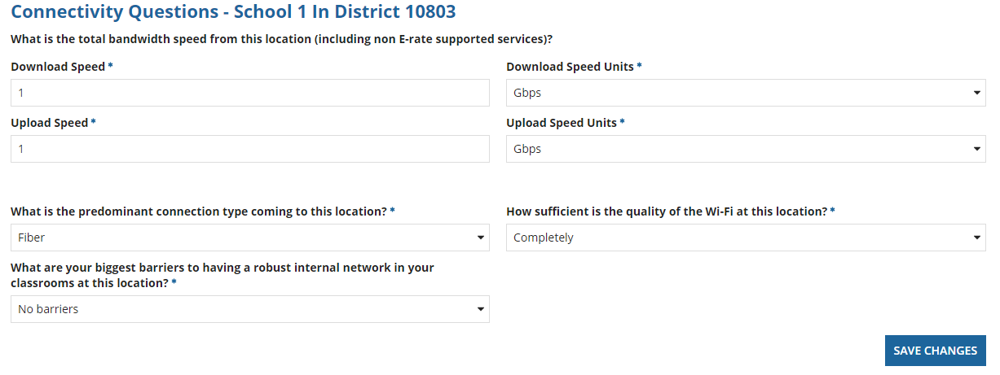 Connectivity Questions - School 1 In District 10803
What is the total bandwidth speed from this location (including non E-rate supported services)?
Download Speed *
Download Speed Units *
1
Gbps
Upload Speed *
Upload Speed Units *
1
Gbps
What is the predominant connection type coming to this location? *
How sufficient is the quality of the Wi-Fi at this location? *
Fiber
Completely
What are your biggest barriers to having a robust internal network in your
classrooms at this location? *
No barriers
SAVE CHANGES